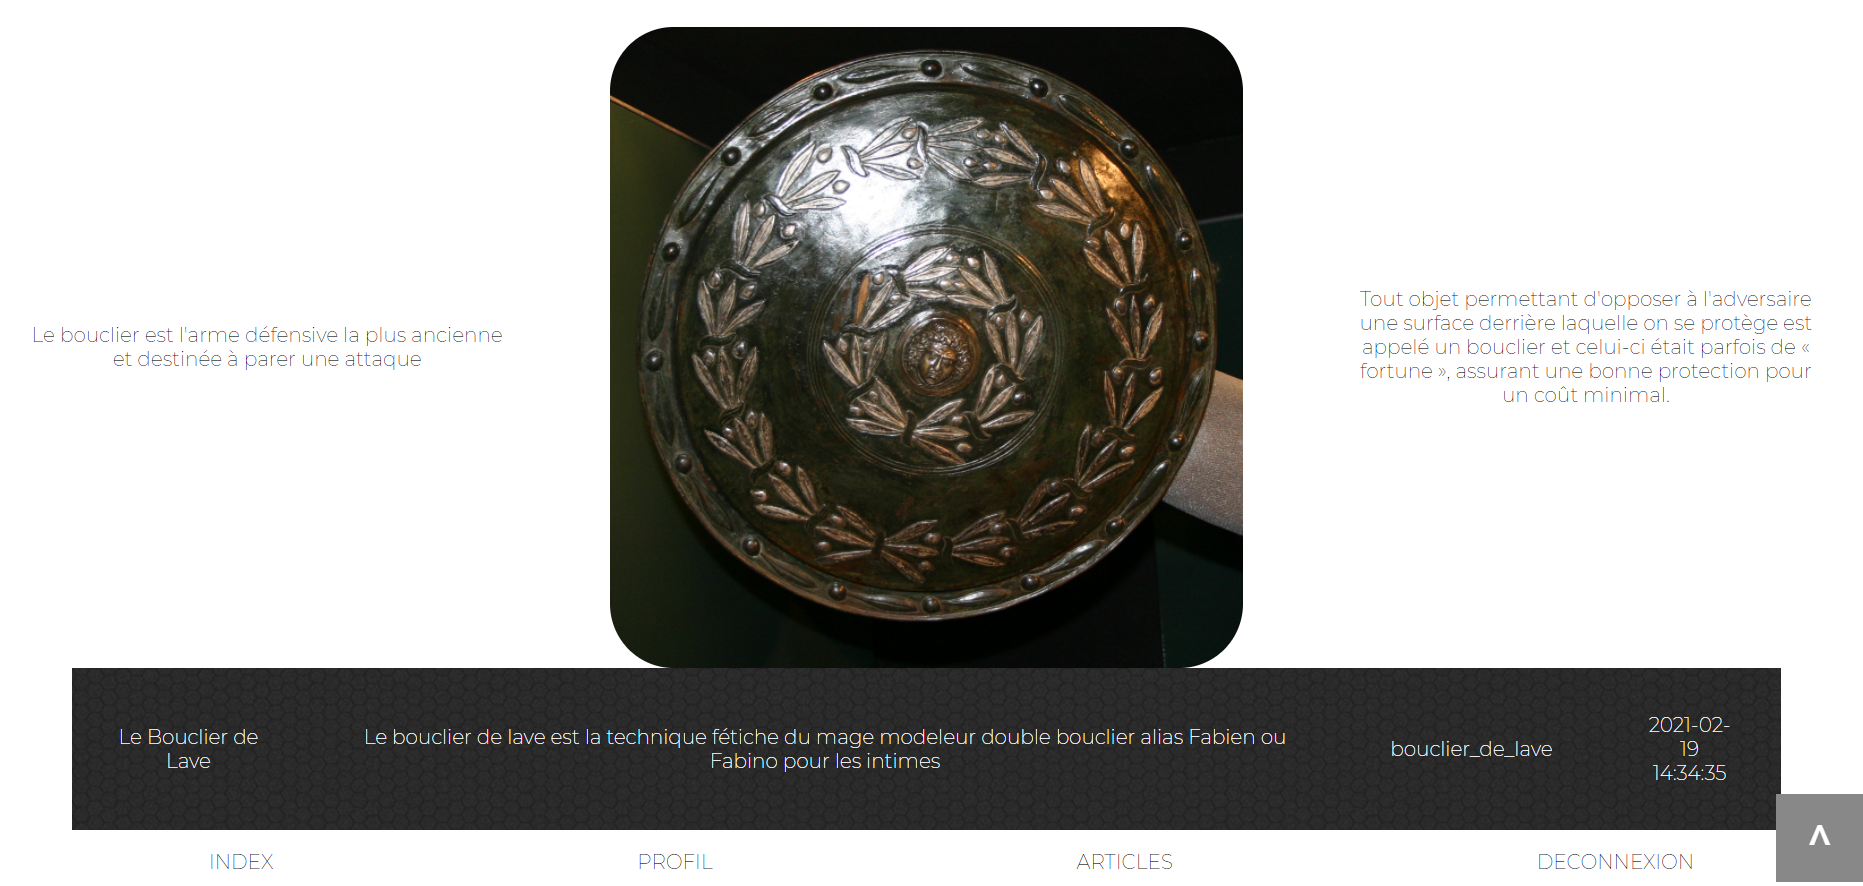 Le bouclier est l'arme défensive la plus ancienne
et destinée à parer une attaque
Tout objet permettant d'opposer à l'adversaire
une surface derrière laquelle on se protège est
appelé un bouclier et celui-ci était parfois de «
fortune », assurant une bonne protection pour
un coût minimal.
Le Bouclier de
Lave
Le bouclier de lave est la technique fétiche du mage modeleur double bouclier alias Fabien ou
Fabino pour les intimes
bouclier_de_lave
2021-02-
19
14:34:35
INDEX
PROFIL
ARTICLES
DECONNEXION
^